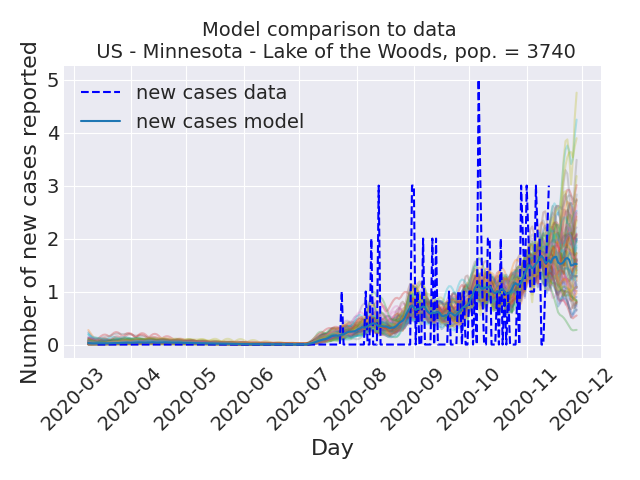 Model comparison to data
US - Minnesota - Lake of the Woods, pop. = 3740
Number of new cases reported
5
4
3
2
1
0
new cases data
new cases model
2020-03
2020-04
2020-05
2020-06
2020-07
2020-08
2020-09
2020-10
2020-11
2020-12
Day